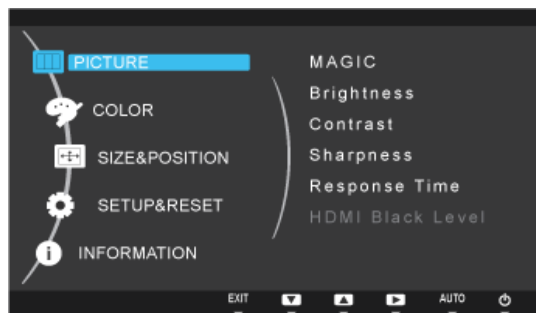 PICTURE
COLOR
SIZE&POSITION
SETUP&RESET
INFORMATION
MAGIC
Brightness
Contrast
Sharpness
Response Time
HDMI Black Level
EXIT
AUTO